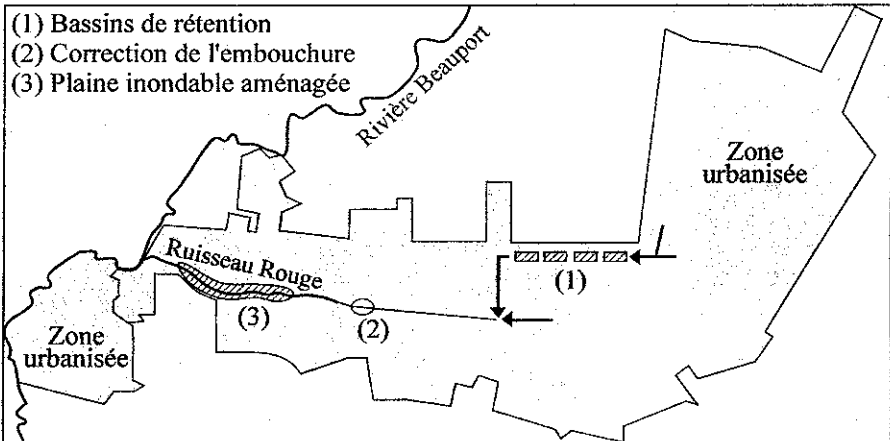 (1) Bassins de rétention
(2) Correction de l'embouchure
(3) Plaine inondable aménagée
Rivière Beauport
Zone
urbanisée
Ruisseau Rouge
(1)
(3)
(2)
Zone
urbanisée